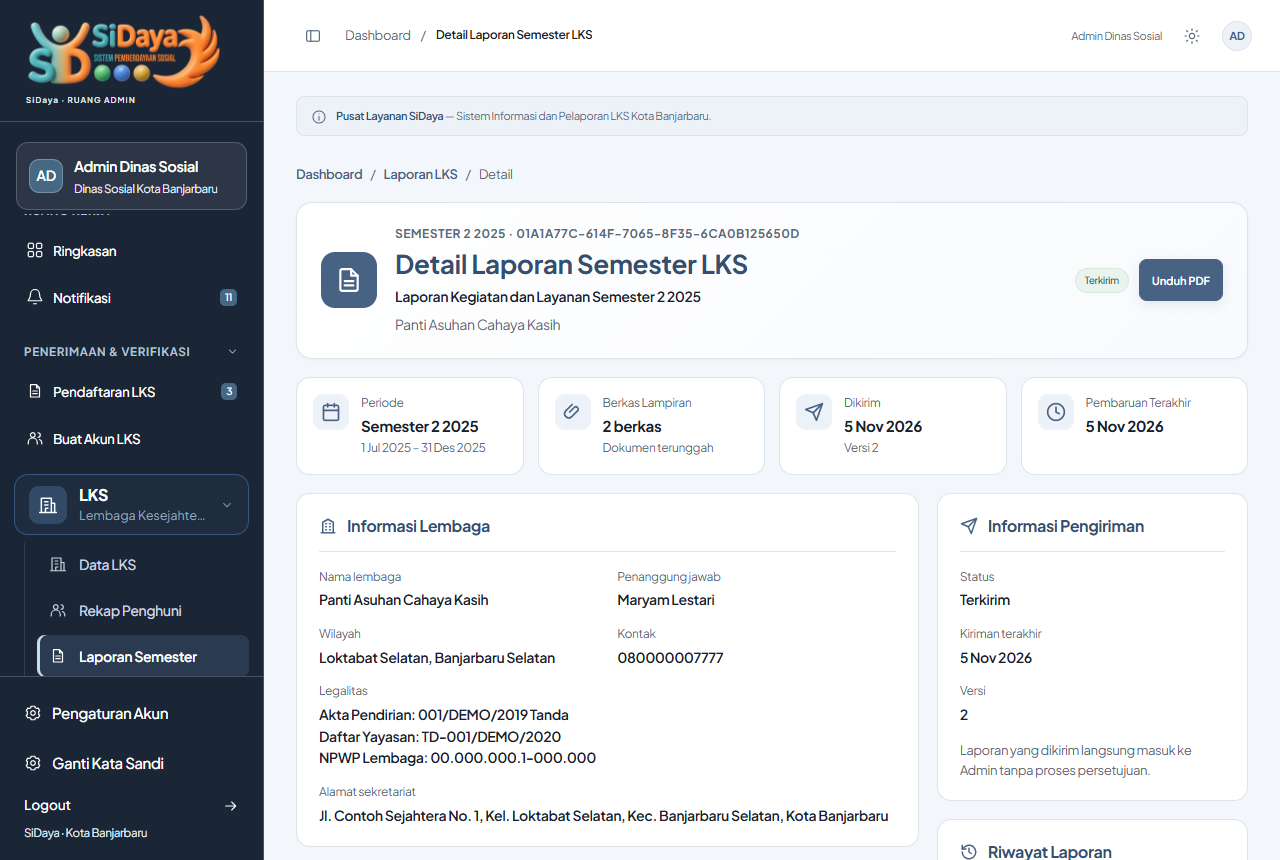 SiDaya
SISTEM PEMBERDAYAAN SOSIAL
SiDaya · RUANG ADMIN
AD
Admin Dinas Sosial
Dinas Sosial Kota Banjarbaru
Ringkasan
Notifikasi
11
PENERIMAAN & VERIFIKASI
Pendaftaran LKS
3
Buat Akun LKS
LKS
Lembaga Kesejahte...
Data LKS
Rekap Penghuni
Laporan Semester
Pengaturan Akun
Ganti Kata Sandi
Logout
SiDaya · Kota Banjarbaru
Dashboard / Detail Laporan Semester LKS
Admin Dinas Sosial
AD
Pusat Layanan SiDaya — Sistem Informasi dan Pelaporan LKS Kota Banjarbaru.
Dashboard / Laporan LKS / Detail
SEMESTER 2 2025 · 01A1A77C-614F-7065-8F35-6CA0B125650D
Detail Laporan Semester LKS
Laporan Kegiatan dan Layanan Semester 2 2025
Panti Asuhan Cahaya Kasih
Terkirim
Unduh PDF
Periode
Semester 2 2025
1 Jul 2025 – 31 Des 2025
Berkas Lampiran
2 berkas
Dokumen terunggah
Dikirim
5 Nov 2026
Versi 2
Pembaruan Terakhir
5 Nov 2026
Informasi Lembaga
Nama lembaga
Panti Asuhan Cahaya Kasih
Penanggung jawab
Maryam Lestari
Wilayah
Loktabat Selatan, Banjarbaru Selatan
Kontak
080000007777
Legalitas
Akta Pendirian: 001/DEMO/2019 Tanda
Daftar Yayasan: TD-001/DEMO/2020
NPWP Lembaga: 00.000.000.1-000.000
Alamat sekretariat
Jl. Contoh Sejahtera No. 1, Kel. Loktabat Selatan, Kec. Banjarbaru Selatan, Kota Banjarbaru
Informasi Pengiriman
Status
Terkirim
Kiriman terakhir
5 Nov 2026
Versi
2
Laporan yang dikirim langsung masuk ke
Admin tanpa proses persetujuan.
Riwayat Laporan